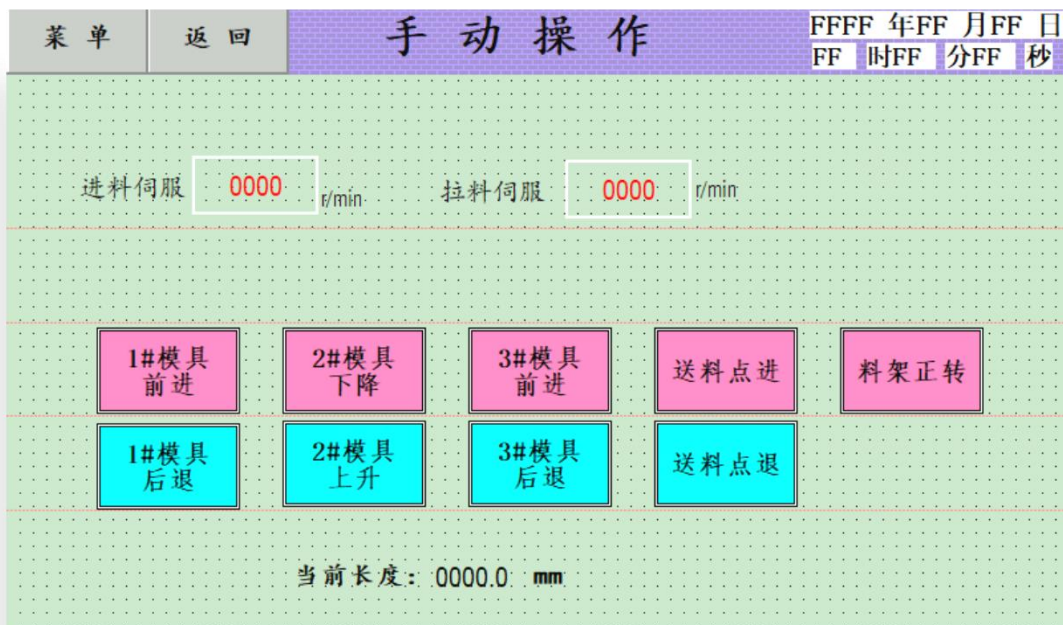 菜 单 返 回 手 动 操 作 FFFF 年FF 月FF 日
FF 时FF 分FF 秒
进料伺服 0000 r/min 拉料伺服 0000 r/min
1#模具 2#模具 3#模具 送料点进 料架正转
前进 下降 前进
1#模具 2#模具 3#模具 送料点退
后退 上升 后退
当前长度: 0000.0 mm